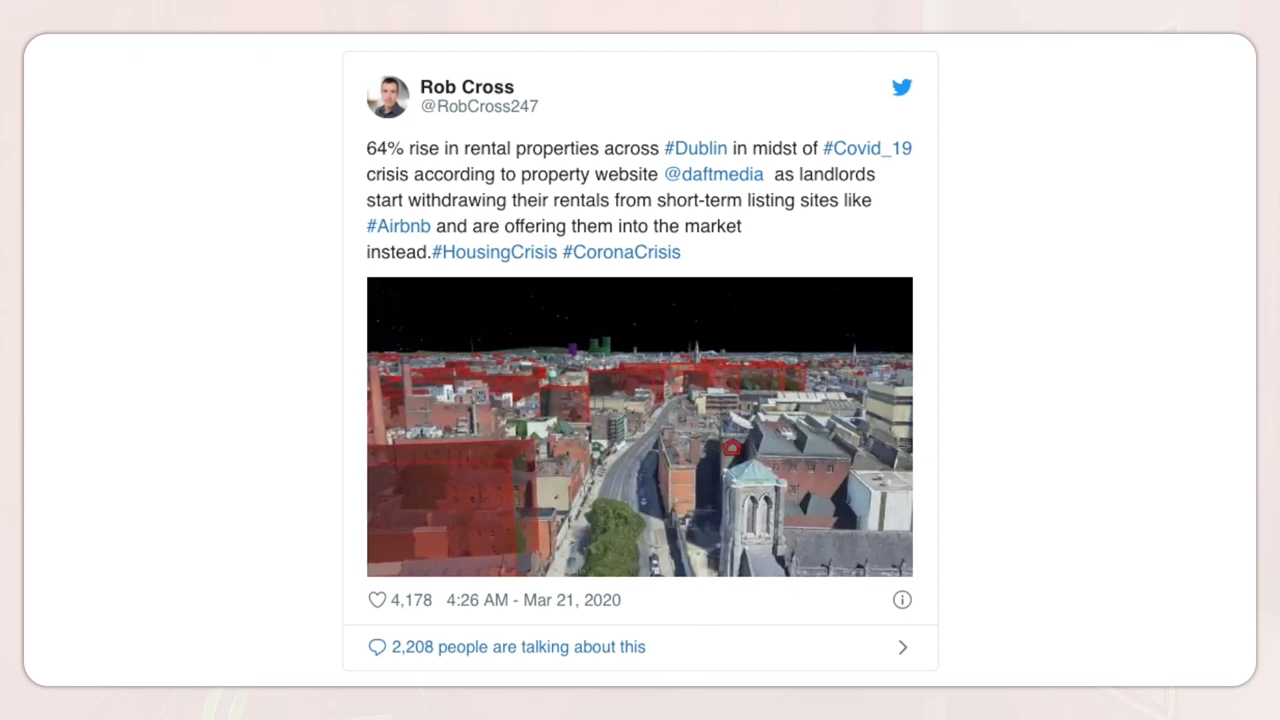 Rob Cross
@RobCross247
64% rise in rental properties across #Dublin in midst of #Covid_19
crisis according to property website @daftmedia  as landlords
start withdrawing their rentals from short-term listing sites like
#Airbnb and are offering them into the market
instead.#HousingCrisis #CoronaCrisis
4,178 4:26 AM - Mar 21, 2020
2,208 people are talking about this